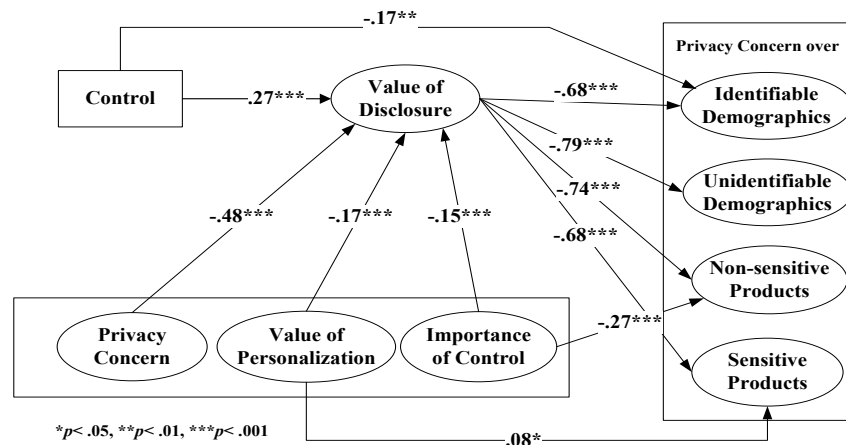 -.17**
Privacy Concern over
Control
.27***
Value of
Disclosure
-.68***
Identifiable
Demographics
-.79***
Unidentifiable
Demographics
-.74***
-.48***
-.17***
-.15***
-.68***
Non-sensitive
Products
Privacy
Concern
Value of
Personalization
Importance
of Control
-.27***
Sensitive
Products
*p< .05, **p< .01, ***p< .001
.08*